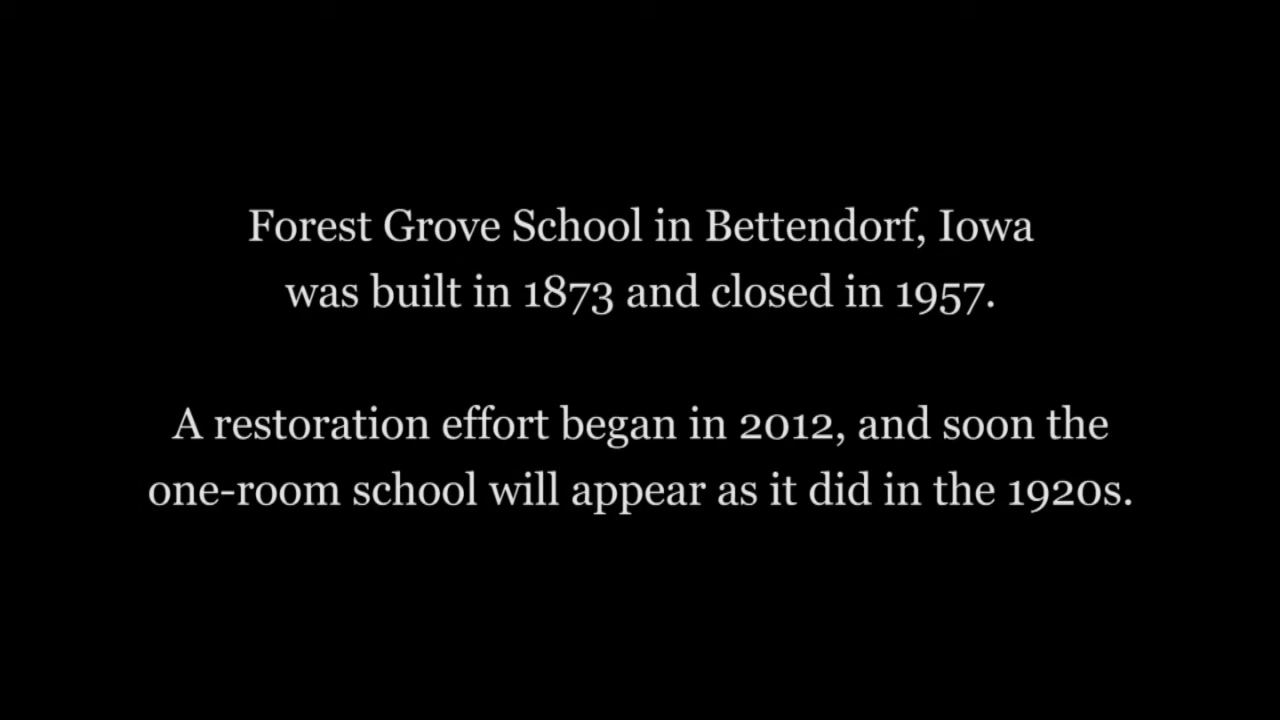 Forest Grove School in Bettendorf, Iowa
was built in 1873 and closed in 1957.
A restoration effort began in 2012, and soon the
one-room school will appear as it did in the 1920s.